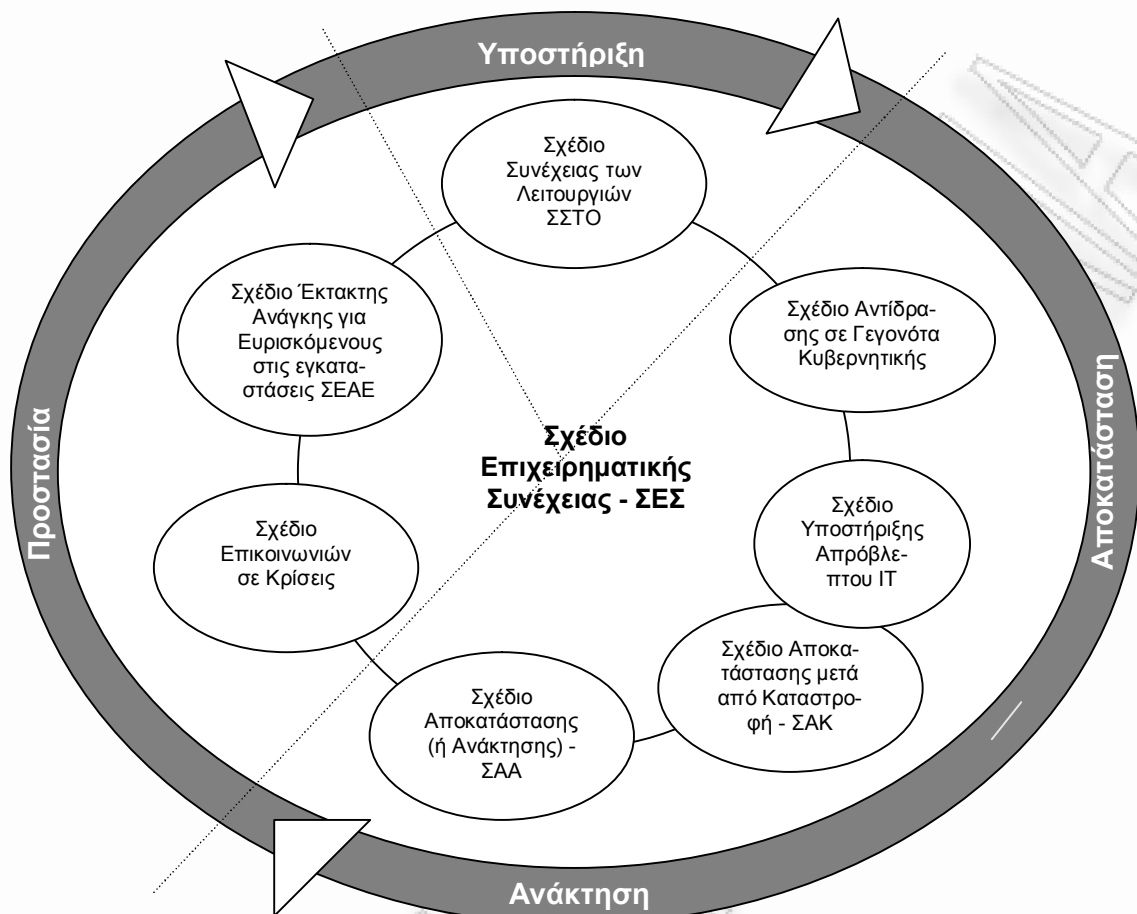 Υποστήριξη
Σχέδιο
Συνέχειας των
Λειτουργιών
ΣΣΤΟ
Σχέδιο Έκτακτης
Ανάγκης για
Ευρισκόμενους
στις εγκατα-
στάσεις ΣΕΑΕ
Σχέδιο Αντίδρα-
σης σε Γεγονότα
Κυβερνητικής
Προστασία
Σχέδιο
Επιχειρηματικής
Συνέχειας - ΣΕΣ
Αποκατάσταση
Σχέδιο
Επικοινωνιών
σε Κρίσεις
Σχέδιο
Υποστήριξης
Απρόβλε-
πτου ΙΤ
Σχέδιο Αποκα-
τάστασης μετά
από Καταστρο-
φή - ΣΑΚ
Σχέδιο
Αποκατάστασης
(ή Ανάκτησης) -
ΣΑΑ
Ανάκτηση